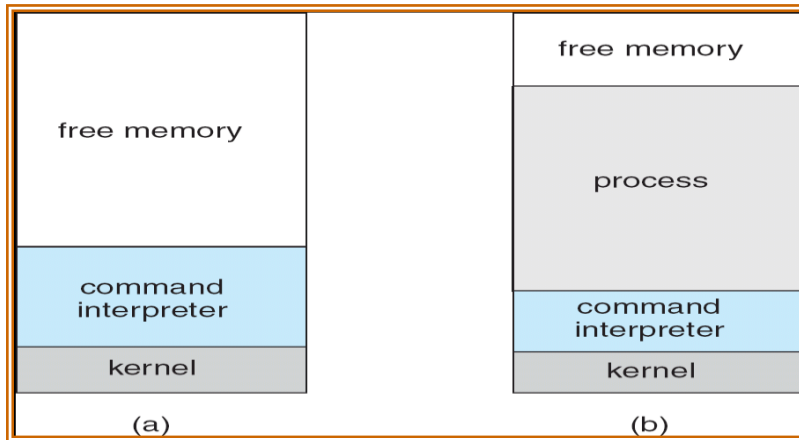 free memory
command
interpreter
kernel
(a)
free memory
process
command
interpreter
kernel
(b)